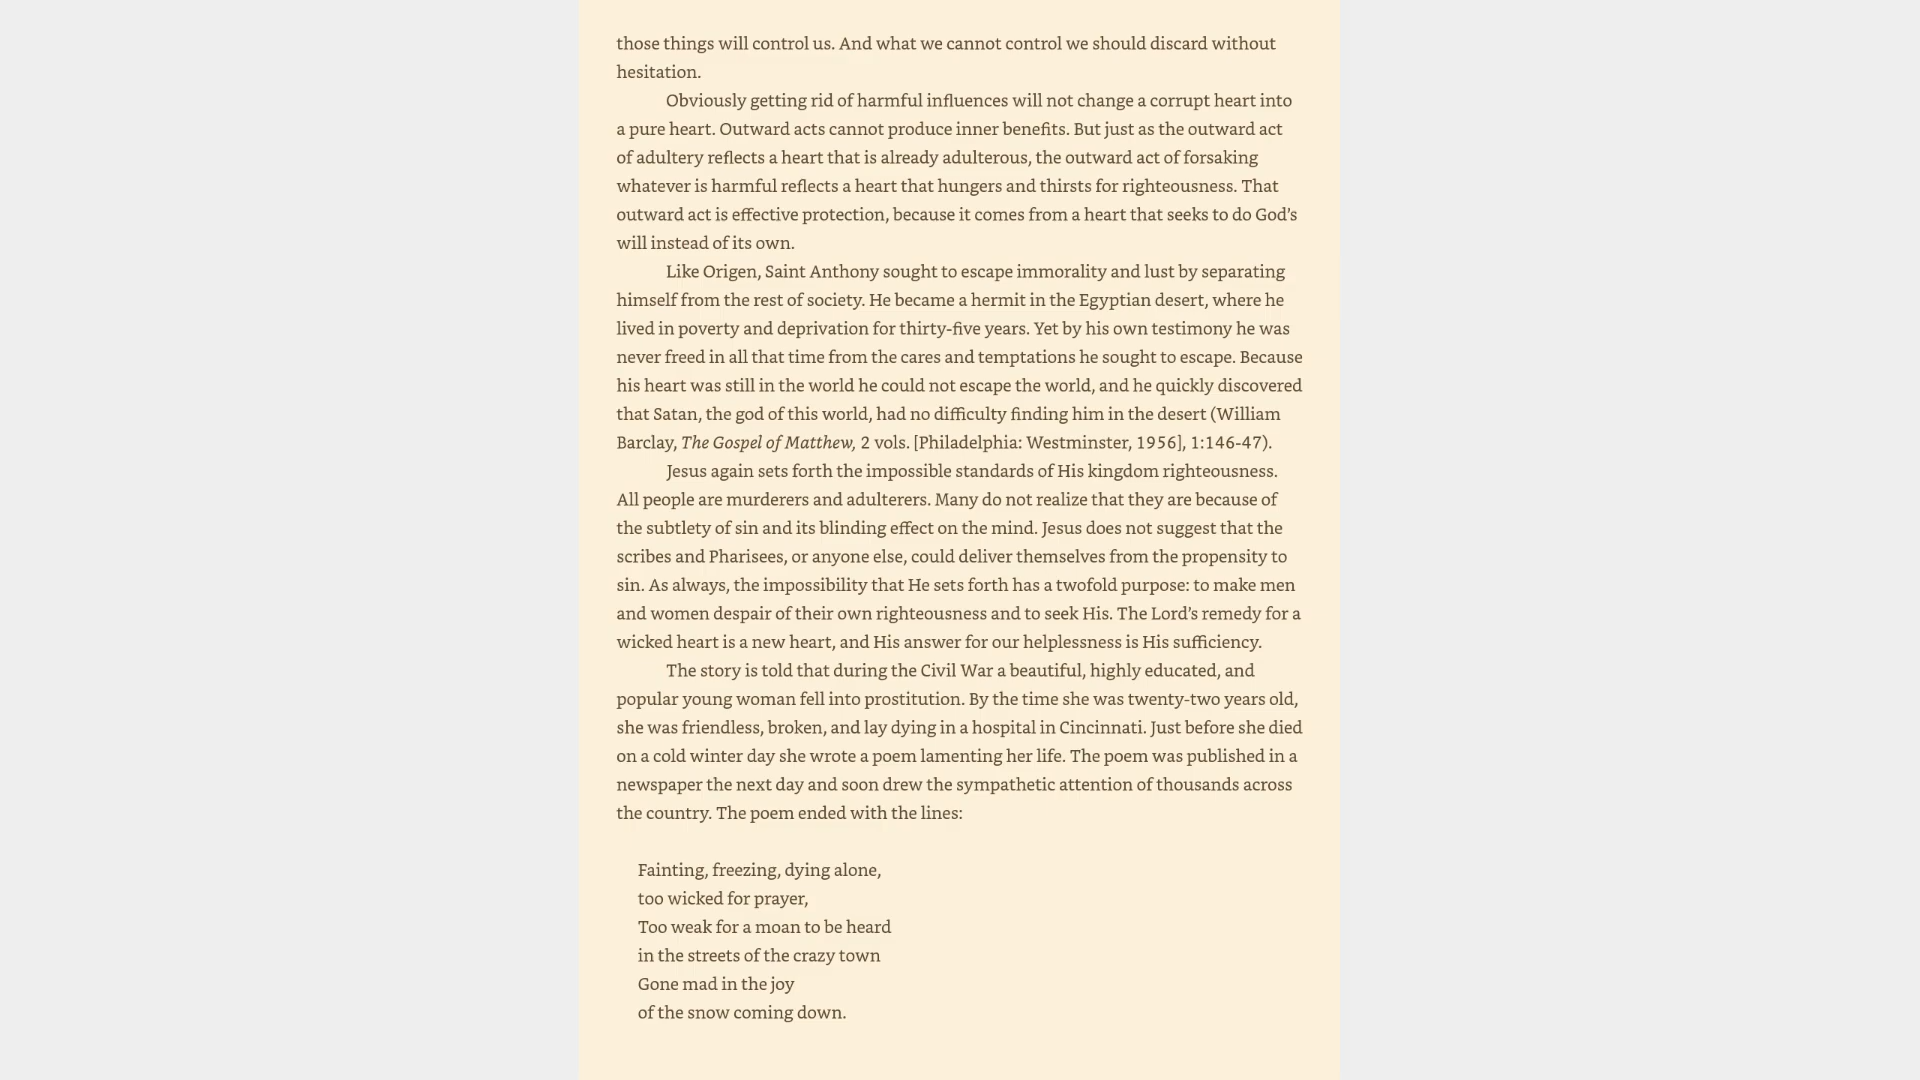 those things will control us. And what we cannot control we should discard without
hesitation.
Obviously getting rid of harmful influences will not change a corrupt heart into
a pure heart. Outward acts cannot produce inner benefits. But just as the outward act
of adultery reflects a heart that is already adulterous, the outward act of forsaking
whatever is harmful reflects a heart that hungers and thirsts for righteousness. That
outward act is effective protection, because it comes from a heart that seeks to do God’s
will instead of its own.
Like Origen, Saint Anthony sought to escape immorality and lust by separating
himself from the rest of society. He became a hermit in the Egyptian desert, where he
lived in poverty and deprivation for thirty-five years. Yet by his own testimony he was
never freed in all that time from the cares and temptations he sought to escape. Because
his heart was still in the world he could not escape the world, and he quickly discovered
that Satan, the god of this world, had no difficulty finding him in the desert (William
Barclay, The Gospel of Matthew, 2 vols. [Philadelphia: Westminster, 1956], 1:146-47).
Jesus again sets forth the impossible standards of His kingdom righteousness.
All people are murderers and adulterers. Many do not realize that they are because of
the subtlety of sin and its blinding effect on the mind. Jesus does not suggest that the
scribes and Pharisees, or anyone else, could deliver themselves from the propensity to
sin. As always, the impossibility that He sets forth has a twofold purpose: to make men
and women despair of their own righteousness and to seek His. The Lord’s remedy for a
wicked heart is a new heart, and His answer for our helplessness is His sufficiency.
The story is told that during the Civil War a beautiful, highly educated, and
popular young woman fell into prostitution. By the time she was twenty-two years old,
she was friendless, broken, and lay dying in a hospital in Cincinnati. Just before she died
on a cold winter day she wrote a poem lamenting her life. The poem was published in a
newspaper the next day and soon drew the sympathetic attention of thousands across
the country. The poem ended with the lines:
Fainting, freezing, dying alone,
too wicked for prayer,
Too weak for a moan to be heard
in the streets of the crazy town
Gone mad in the joy
of the snow coming down.